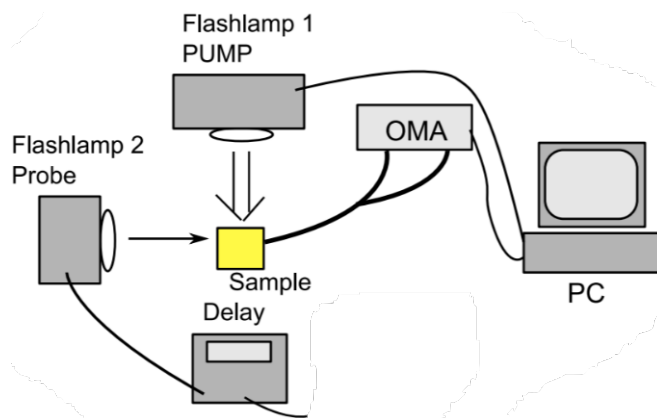 Flashlamp 1
PUMP
OMA
Flashlamp 2
Probe
Sample
Delay
PC